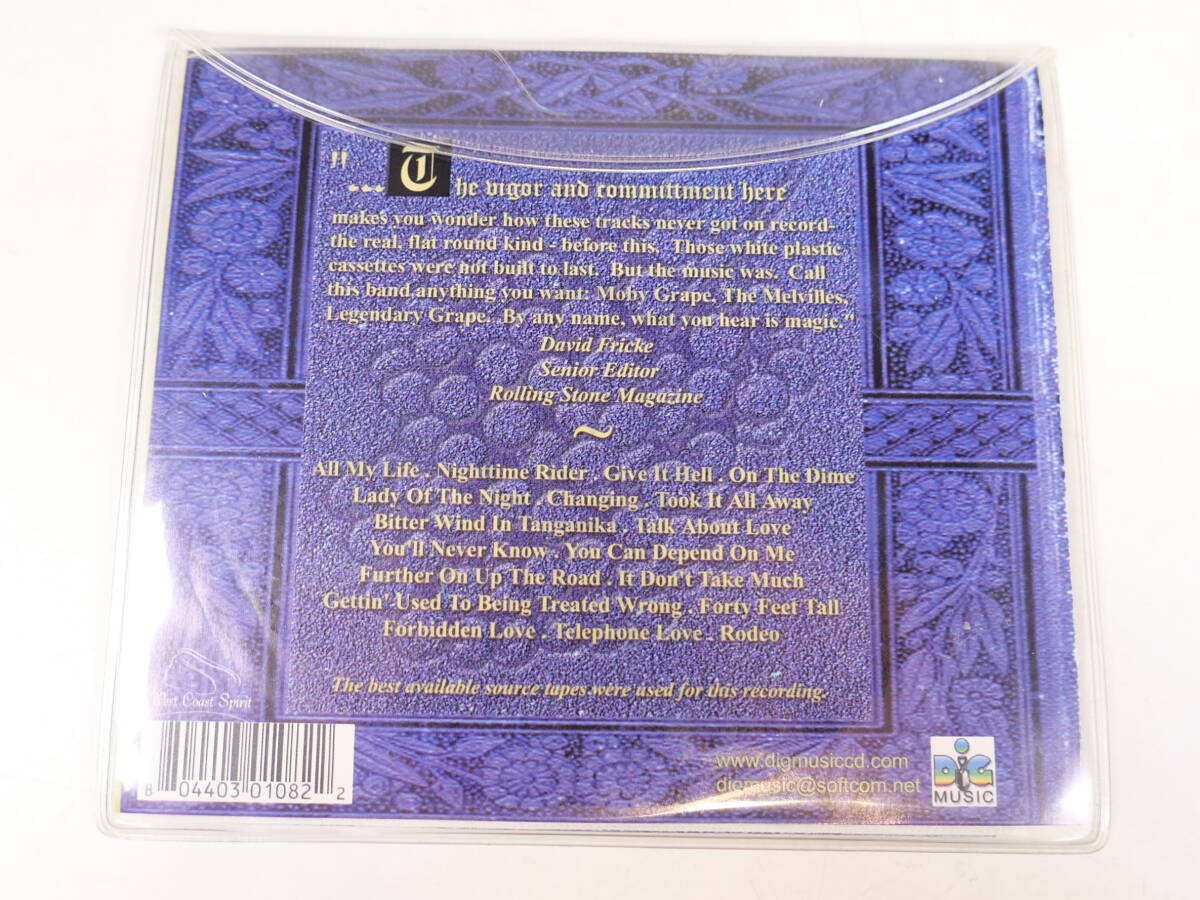 "... The vigor and committment here
makes you wonder how these tracks never got on record-
the real, flat round kind - before this. Those white plastic
cassettes were not built to last. But the music was. Call
this band anything you want: Moby Grape, The Melvilles,
Legendary Grape. By any name, what you hear is magic."
David Fricke
Senior Editor
Rolling Stone Magazine
~
All My Life . Nighttime Rider . Give It Hell . On The Dime
Lady Of The Night . Changing . Took It All Away
Bitter Wind In Tanganika . Talk About Love
You'll Never Know . You Can Depend On Me
Further On Up The Road . It Don't Take Much
Gettin' Used To Being Treated Wrong . Forty Feet Tall
Forbidden Love . Telephone Love . Rodeo
The best available source tapes were used for this recording.
West Coast Spirit
8 04403 01082 2
www.digmusiccd.com
digmusic@softcom.net
DiG
MUSIC